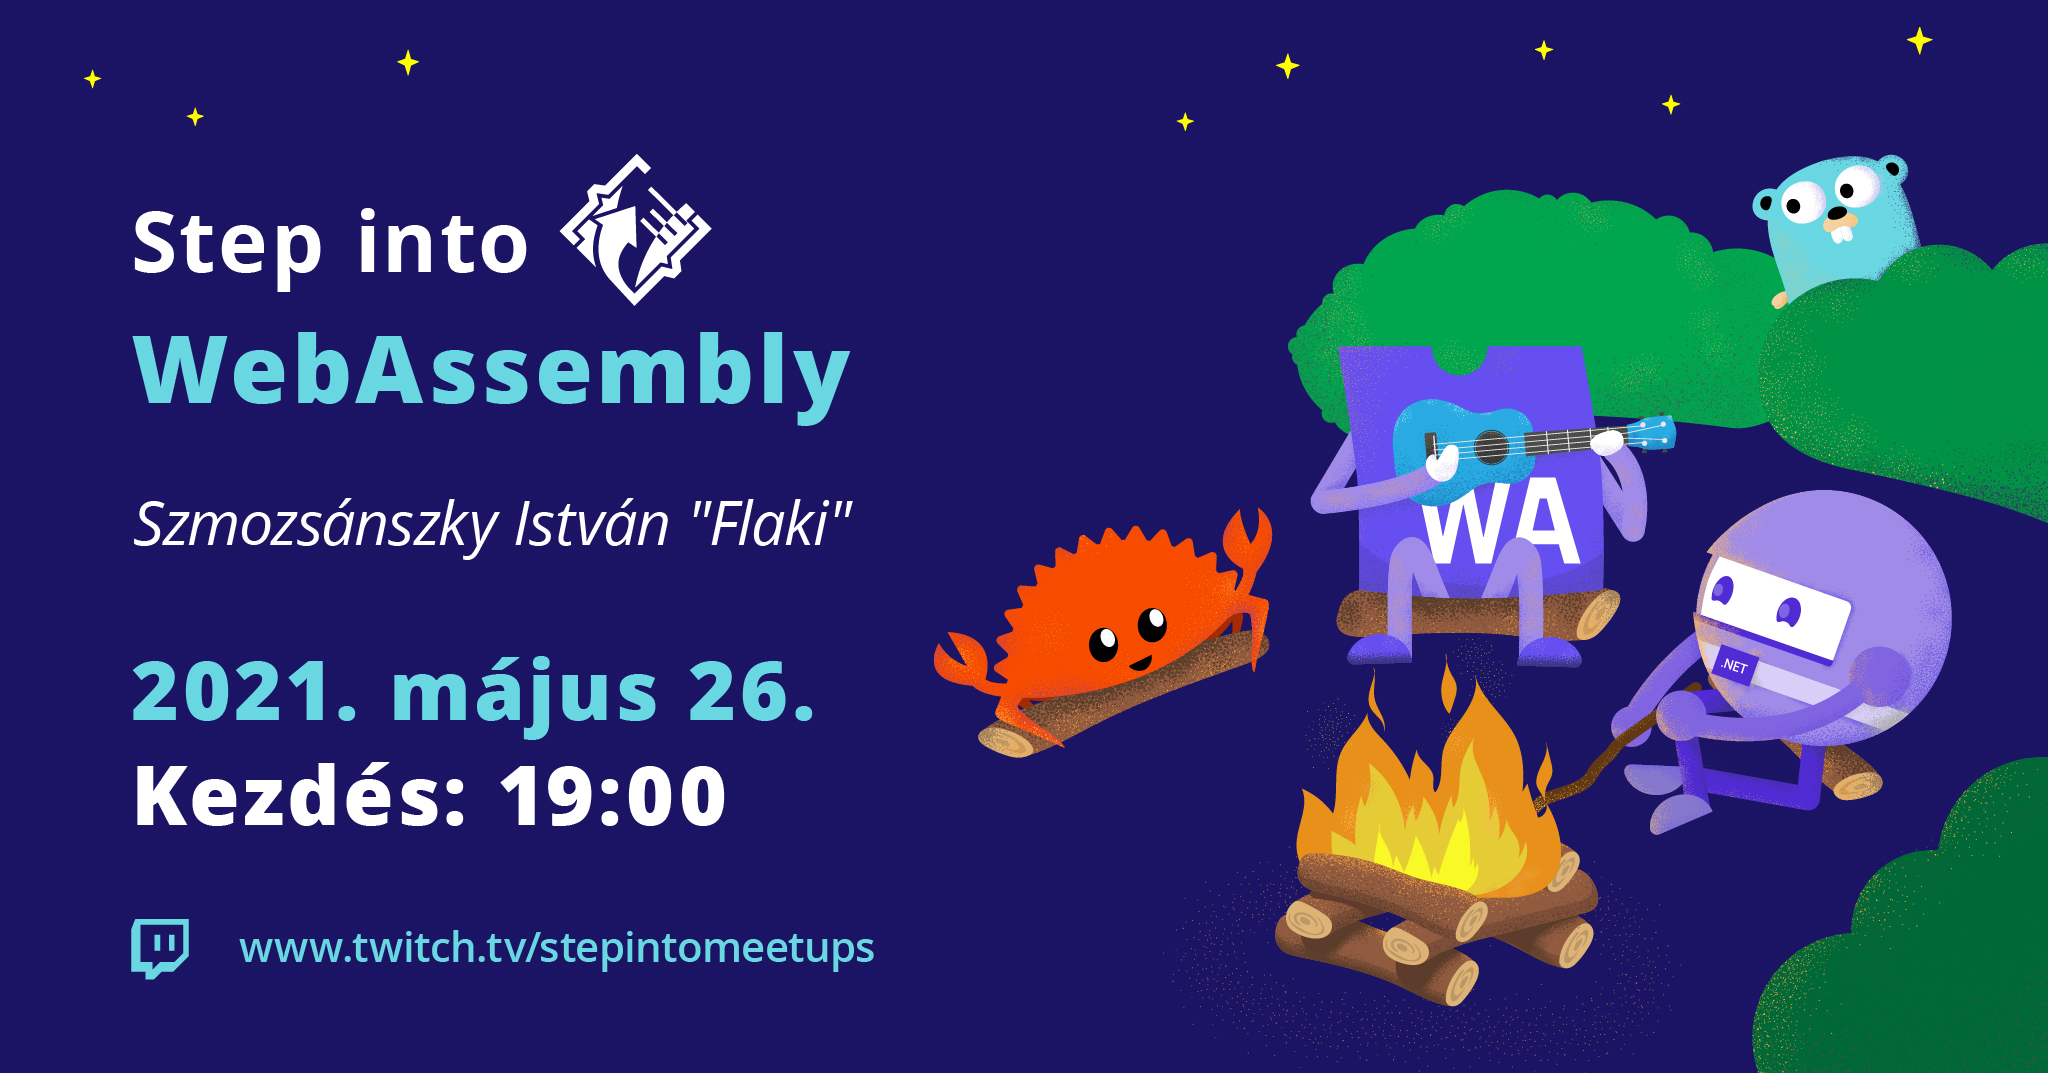 Step into
WebAssembly
Szmozsánszky István "Flaki"
2021. május 26.
Kezdés: 19:00
www.twitch.tv/stepintomeetups
WA
.NET